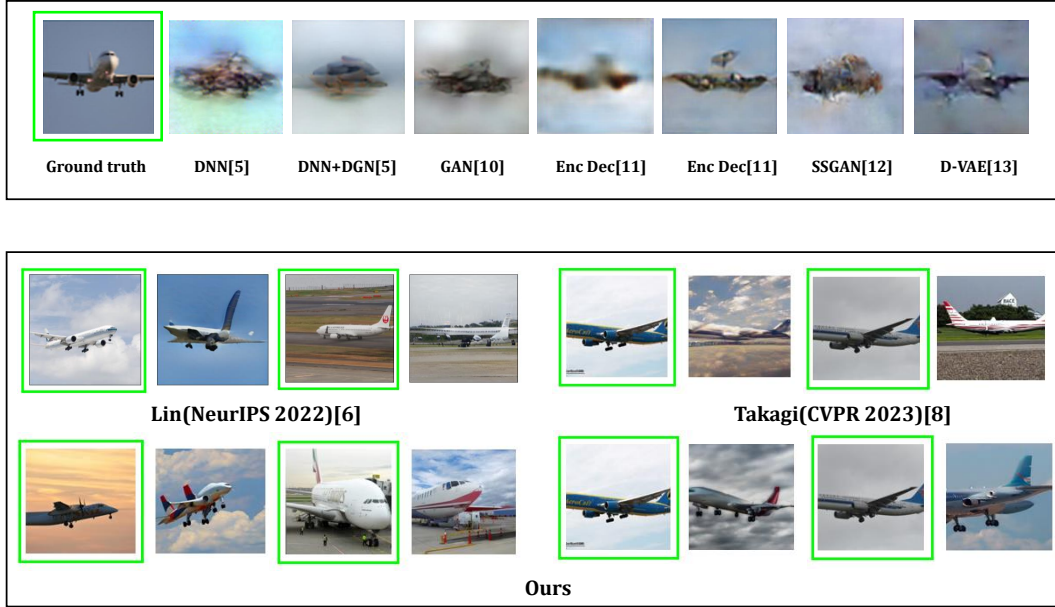 Ground truth DNN[5] DNN+DGN[5] GAN[10] Enc Dec[11] Enc Dec[11] SSGAN[12] D-VAE[13]
Lin(NeurIPS 2022)[6] Takagi(CVPR 2023)[8]
Ours